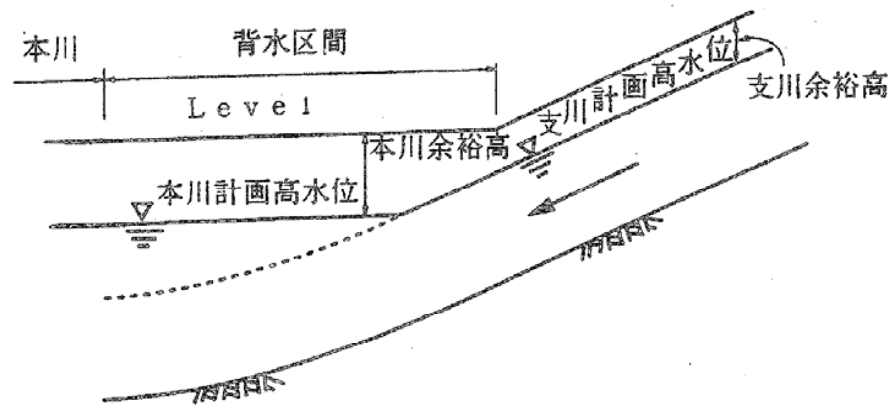 本川
背水区間
Level
本川余裕高
本川計画高水位
支川計画高水位
支川余裕高